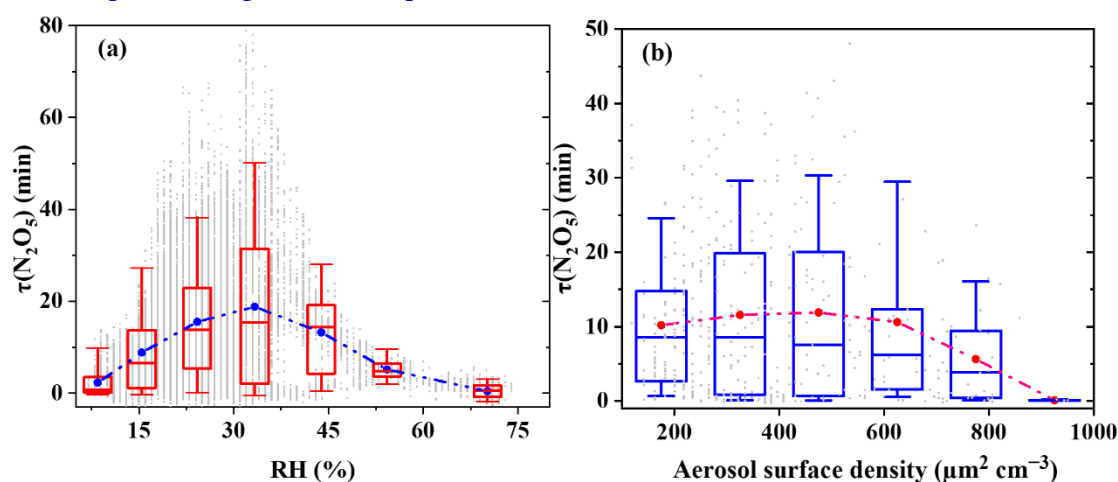 (a)
80
60
40
20
0
τ(N₂O₅) (min)
15 30 45 60 75
RH (%)
(b)
50
40
30
20
10
0
τ(N₂O₅) (min)
200 400 600 800 1000
Aerosol surface density (μm² cm⁻³)